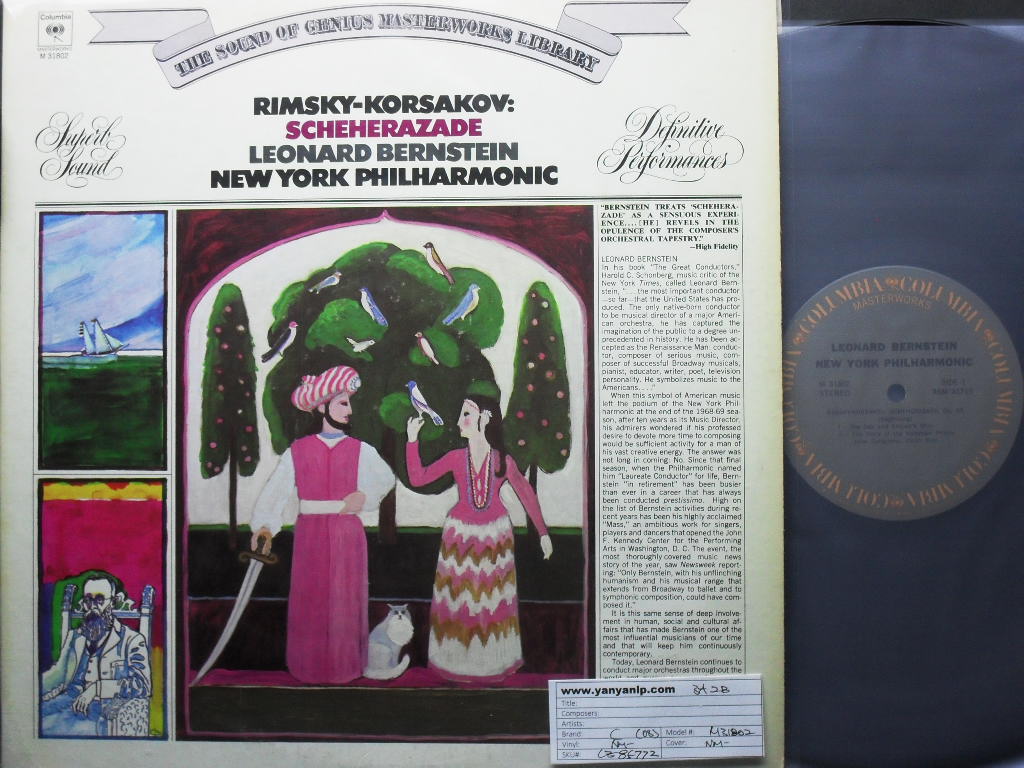 Columbia
MASTERWORKS
M 31802
THE SOUND OF GENIUS MASTERWORKS LIBRARY
RIMSKY-KORSAKOV:
SCHEHERAZADE
LEONARD BERNSTEIN
NEW YORK PHILHARMONIC
Superb
Sound
Definitive
Performances
"BERNSTEIN TREATS 'SCHEHERA-
ZADE' AS A SENSUOUS EXPERI-
ENCE....[HE] REVELS IN THE
OPULENCE OF THE COMPOSER'S
ORCHESTRAL TAPESTRY."
—High Fidelity
LEONARD BERNSTEIN
In his book "The Great Conductors,"
Harold C. Schonberg, music critic of the
New York Times, called Leonard Bern-
stein, "...the most important conductor
—so far—that the United States has pro-
duced. The only native-born conductor
to be musical director of a major Ameri-
can orchestra, he has captured the
imagination of the public to a degree un-
precedented in history. He has been ac-
cepted as the Renaissance Man: conduc-
tor, composer of serious music, com-
poser of successful Broadway musicals,
pianist, educator, writer, poet, television
personality. He symbolizes music to the
Americans...."
When this symbol of American music
left the podium of the New York Phil-
harmonic at the end of the 1968-69 sea-
son, after ten years as its Music Director,
his admirers wondered if his professed
desire to devote more time to composing
would be sufficient activity for a man of
his vast creative energy. The answer was
not long in coming: No. Since that final
season, when the Philharmonic named
him "Laureate Conductor" for life, Bern-
stein "in retirement" has been busier
than ever in a career that has always
been conducted prestissimo. High on
the list of Bernstein activities during re-
cent years has been his highly acclaimed
"Mass," an ambitious work for singers,
players and dancers that opened the John
F. Kennedy Center for the Performing
Arts in Washington, D. C. The event, the
most thoroughly covered music news
story of the year, saw Newsweek report-
ing: "Only Bernstein, with his unflinching
humanism and his musical range that
extends from Broadway to ballet and to
symphonic composition, could have com-
posed it."
It is this same sense of deep involve-
ment in human, social and cultural af-
fairs that has made Bernstein one of the
most influential musicians of our time
and that will keep him continuously
contemporary.
Today, Leonard Bernstein continues to
conduct major orchestras throughout the
www.yanyanlp.com
Title:
Composers:
Artists:
Brand: C (03) Model #: M31802
Vinyl: NM- Cover: NM-
SKU#:
COLUMBIA COLUMBIA COLUMBIA COLUMBIA COLUMBIA COLUMBIA
MASTERWORKS
LEONARD BERNSTEIN
NEW YORK PHILHARMONIC
M 31802
STEREO
SIDE 1